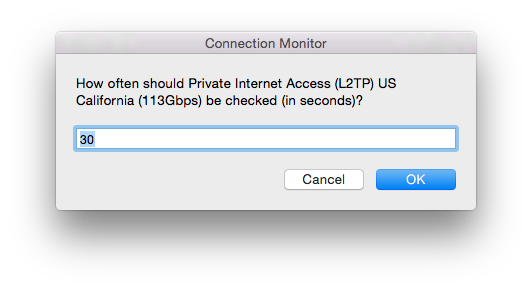 Connection Monitor
How often should Private Internet Access (L2TP) US
California (113Gbps) be checked (in seconds)?
30
Cancel
OK